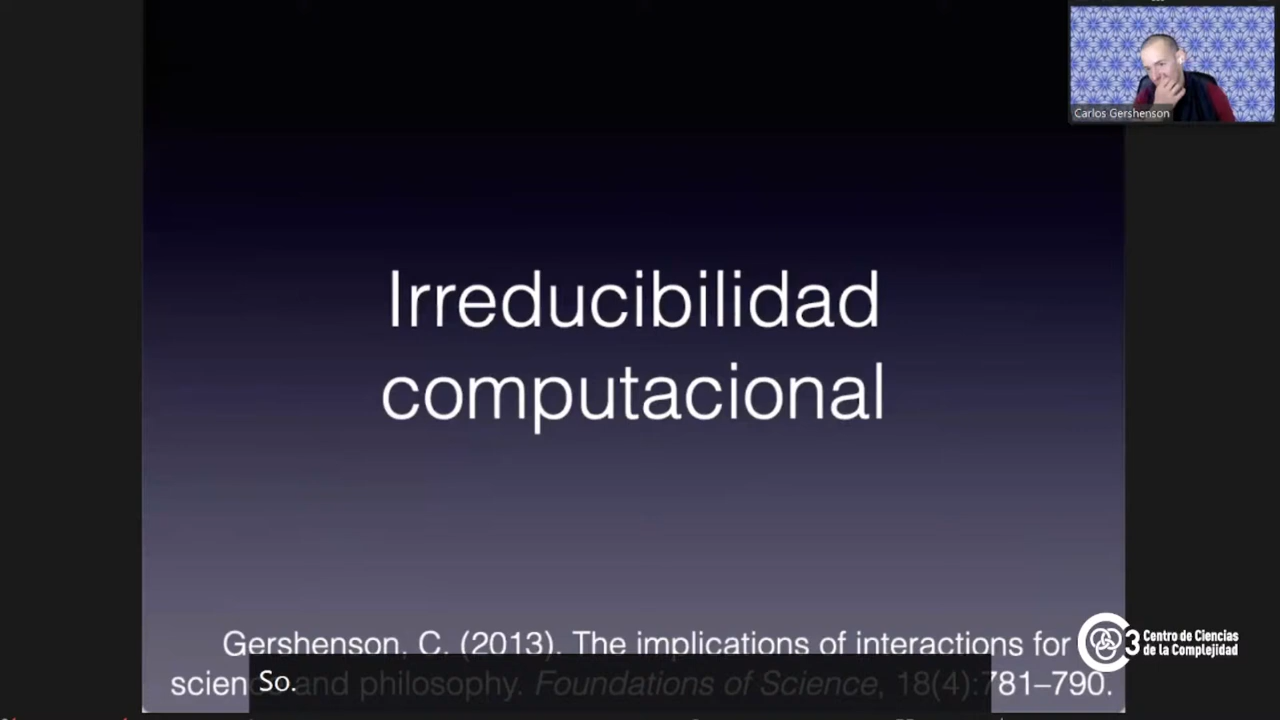 Carlos Gershenson
Irreducibilidad
computacional
Gershenson, C. (2013). The implications of interactions for
scien and philosophy. Foundations of Science, 18(4):781–790.
So.
3 Centro de Ciencias
de la Complejidad